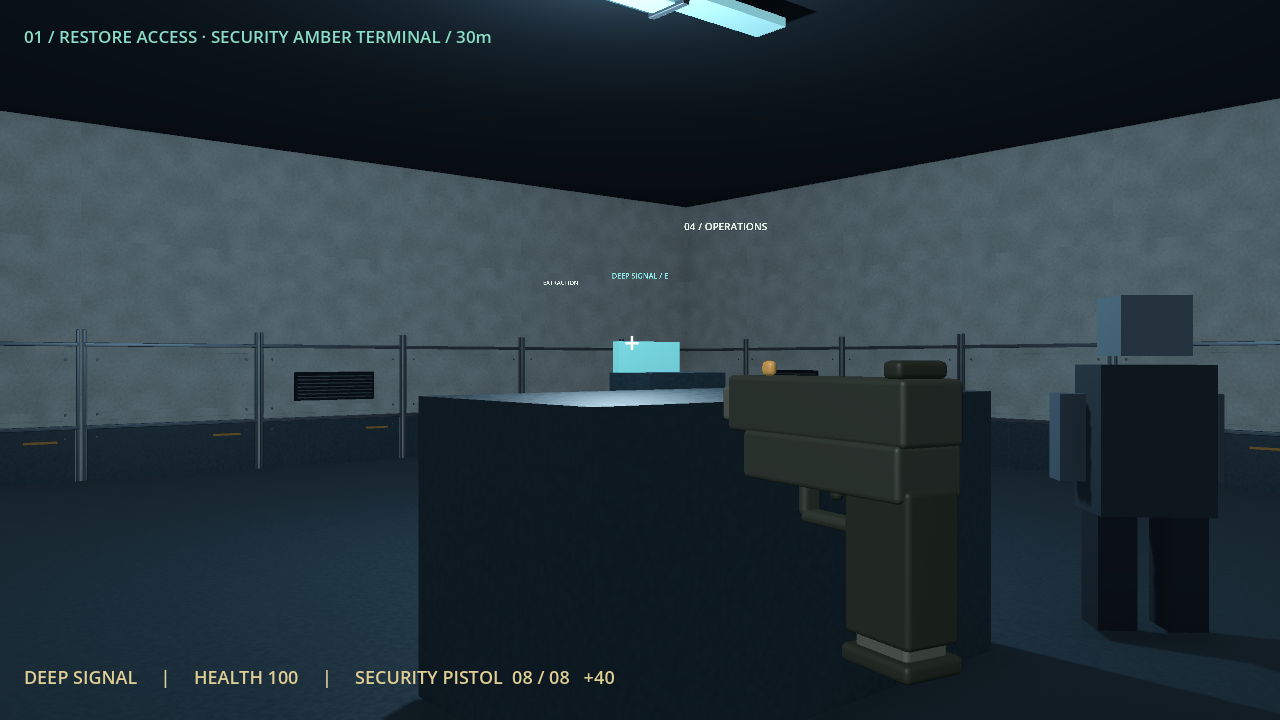 01 / RESTORE ACCESS · SECURITY AMBER TERMINAL / 30m
04 / OPERATIONS
DEEP SIGNAL / E
EXTRACTION
DEEP SIGNAL | HEALTH 100 | SECURITY PISTOL 08 / 08 +40